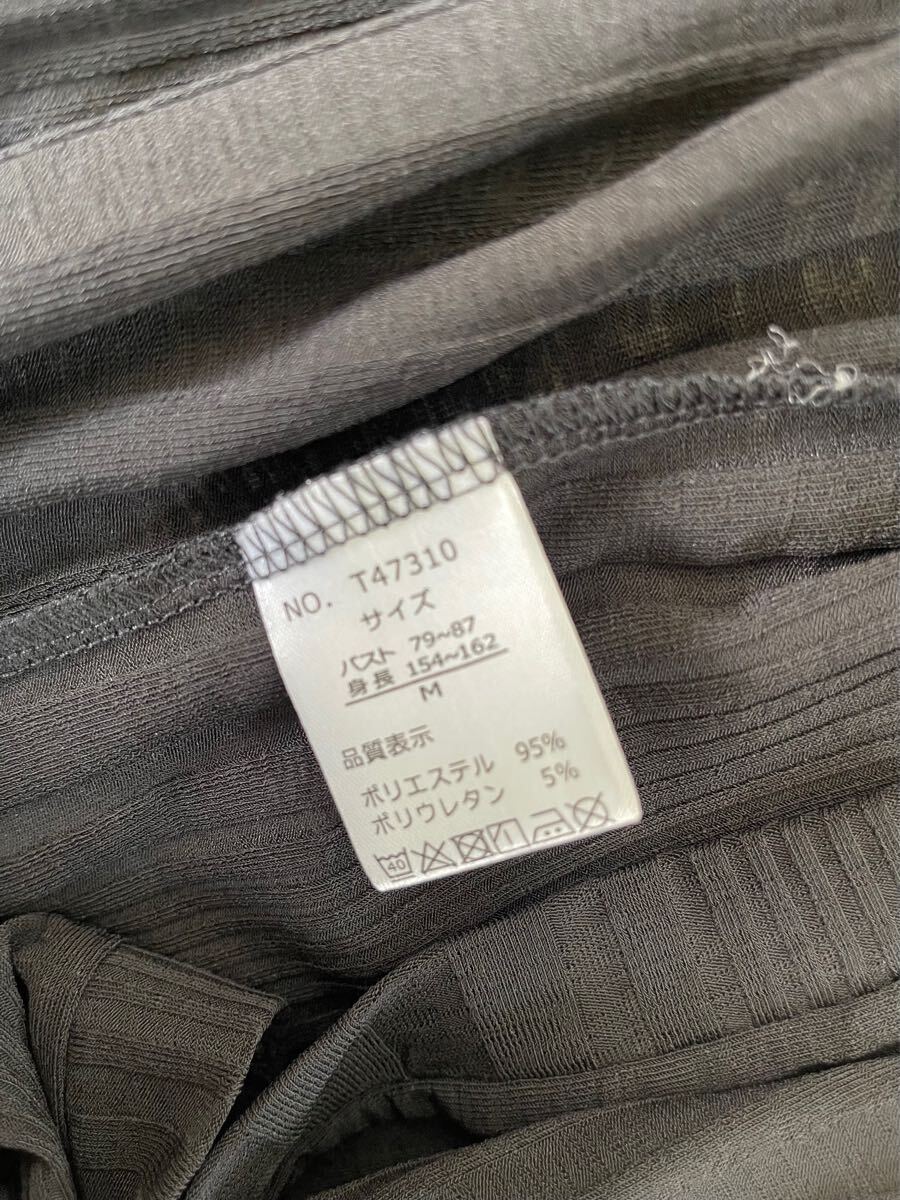 NO. T47310
サイズ
バスト 79~87
身長 154~162
M
品質表示
ポリエステル 95%
ポリウレタン 5%
40